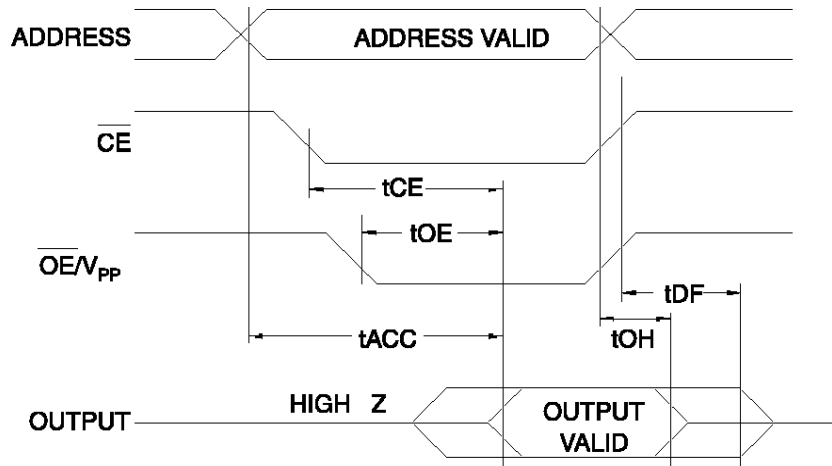 ADDRESS
ADDRESS VALID
CE
tCE
tOE
OE/VPP
tDF
tACC
tOH
HIGH Z
OUTPUT
OUTPUT
VALID